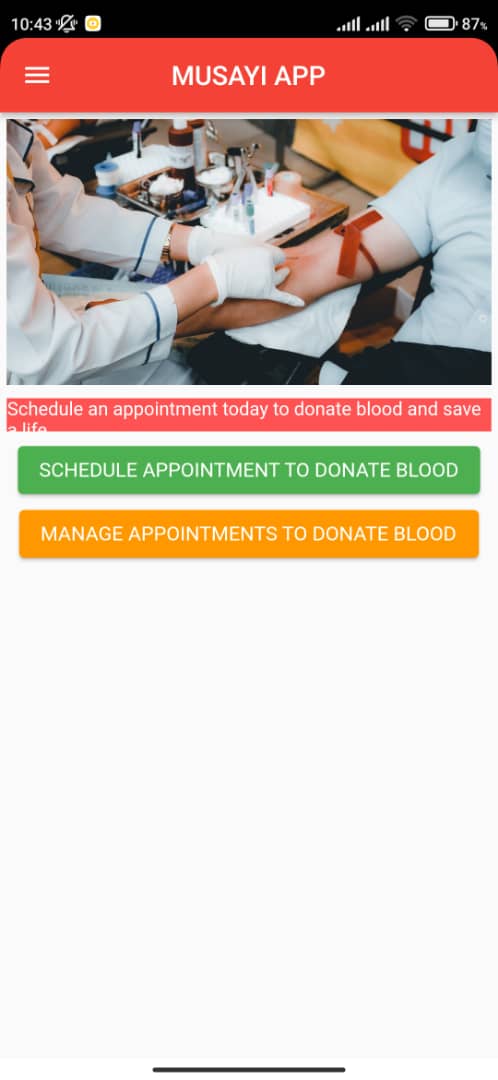 10:43
87%
MUSAYI APP
Schedule an appointment today to donate blood and save
a life
SCHEDULE APPOINTMENT TO DONATE BLOOD
MANAGE APPOINTMENTS TO DONATE BLOOD